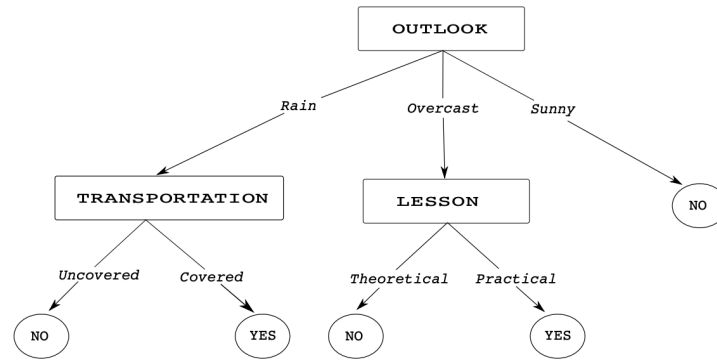 OUTLOOK
Rain
Overcast
Sunny
TRANSPORTATION
LESSON
NO
Uncovered
Covered
Theoretical
Practical
NO
YES
NO
YES